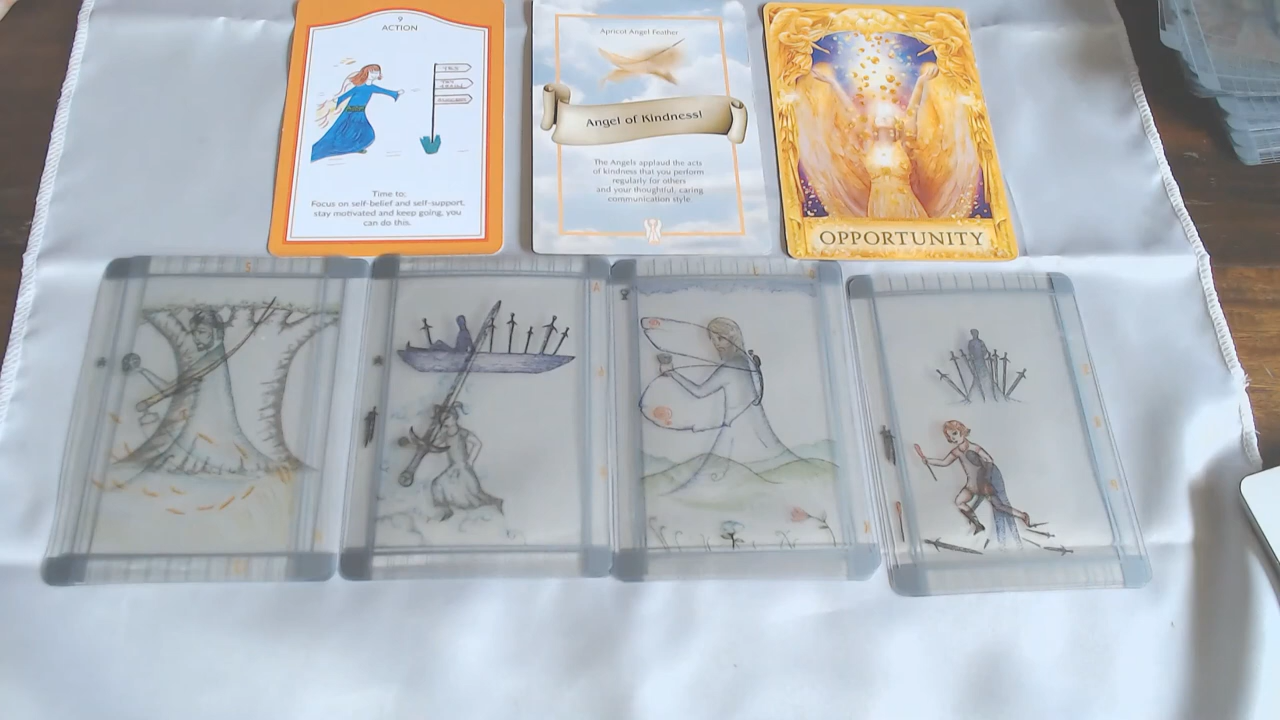 9
ACTION
YES
Time to:
Focus on self-belief and self-support,
stay motivated and keep going, you
can do this.
Apricot Angel Feather
Angel of Kindness!
The Angels applaud the acts
of kindness that you perform
regularly for others
and your thoughtful, caring
communication style.
OPPORTUNITY